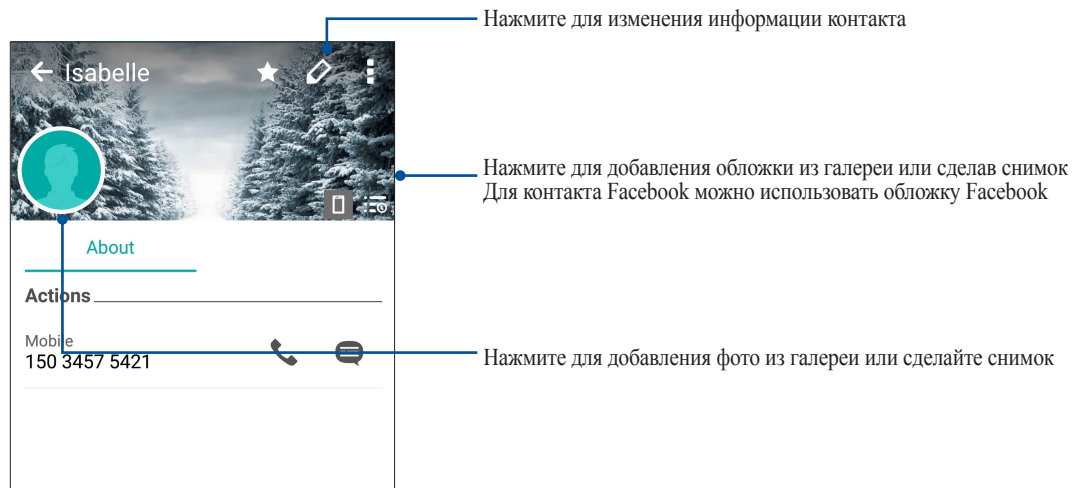 Нажмите для изменения информации контакта
Isabelle
Нажмите для добавления обложки из галереи или сделав снимок
Для контакта Facebook можно использовать обложку Facebook
About
Actions
Mobile
150 3457 5421
Нажмите для добавления фото из галереи или сделайте снимок